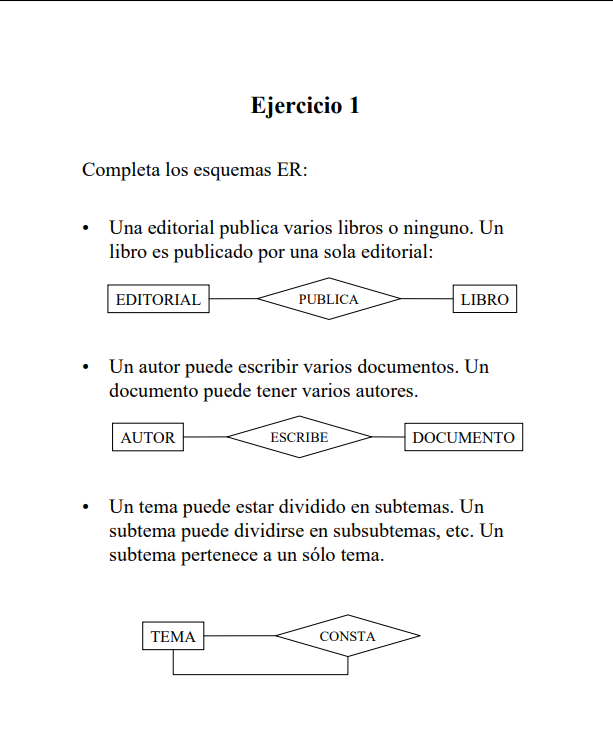 Ejercicio 1
Completa los esquemas ER:
• Una editorial publica varios libros o ninguno. Un
libro es publicado por una sola editorial:
EDITORIAL PUBLICA LIBRO
• Un autor puede escribir varios documentos. Un
documento puede tener varios autores.
AUTOR ESCRIBE DOCUMENTO
• Un tema puede estar dividido en subtemas. Un
subtema puede dividirse en subsubtemas, etc. Un
subtema pertenece a un sólo tema.
TEMA CONSTA